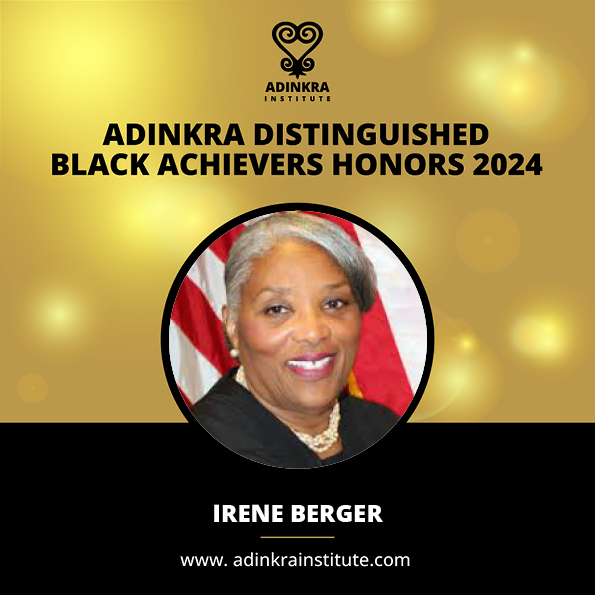 ADINKRA
INSTITUTE
ADINKRA DISTINGUISHED
BLACK ACHIEVERS HONORS 2024
IRENE BERGER
www. adinkrainstitute.com